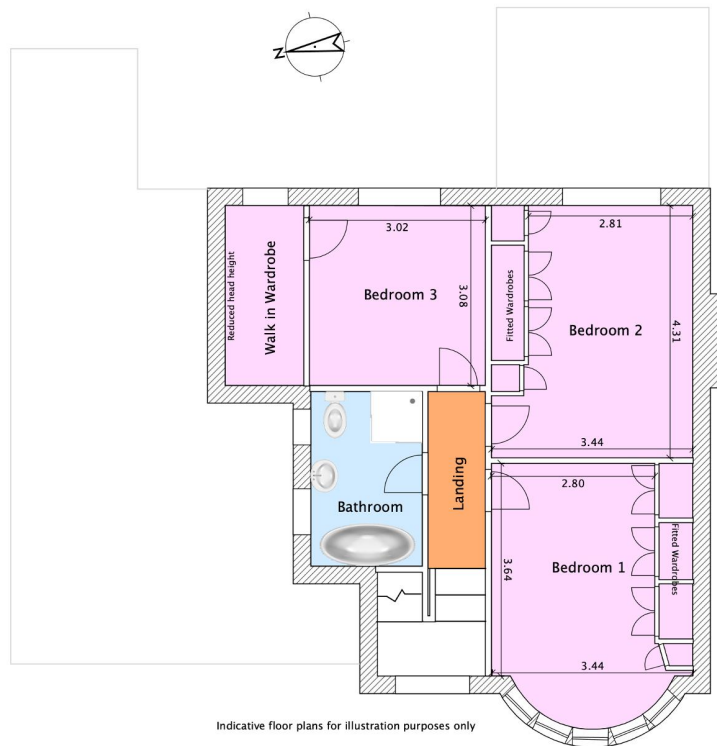 N
3.02
2.81
Reduced head height
Walk in Wardrobe
Bedroom 3
3.08
Fitted Wardrobes
Bedroom 2
4.31
3.44
2.80
Landing
Bathroom
Bedroom 1
Fitted Wardrobes
3.64
3.44
Indicative floor plans for illustration purposes only